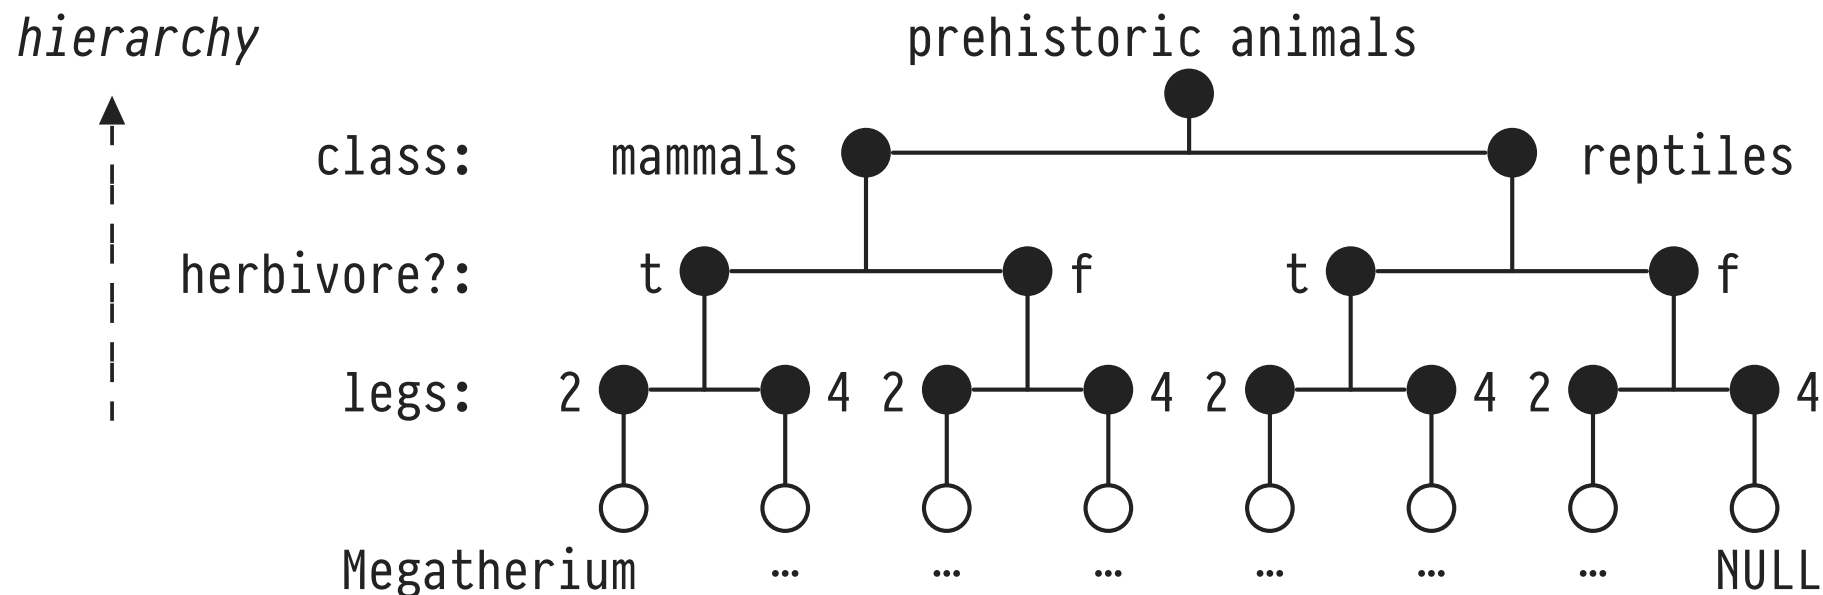 hierarchy prehistoric animals
class: mammals reptiles
herbivore?: t f t f
legs: 2 4 2 4 2 4 2 4
Megatherium … … … … … … NULL